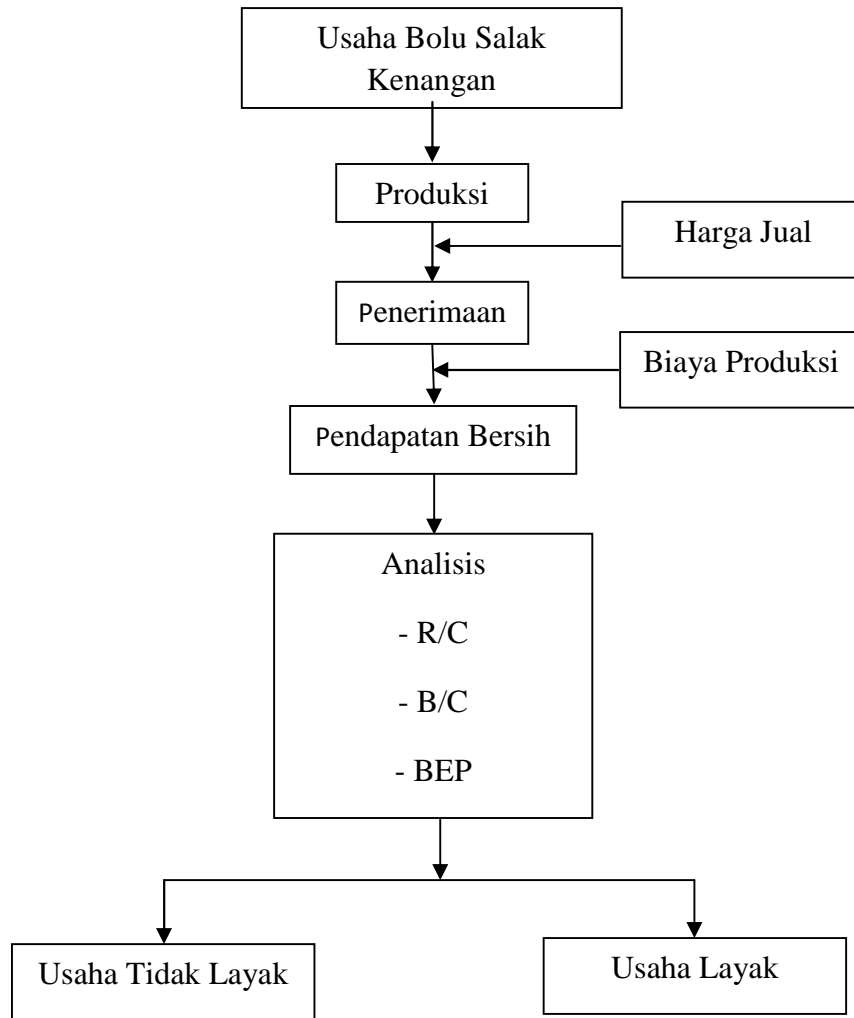 Usaha Bolu Salak
Kenangan
Produksi
Harga Jual
Penerimaan
Biaya Produksi
Pendapatan Bersih
Analisis
- R/C
- B/C
- BEP
Usaha Tidak Layak
Usaha Layak